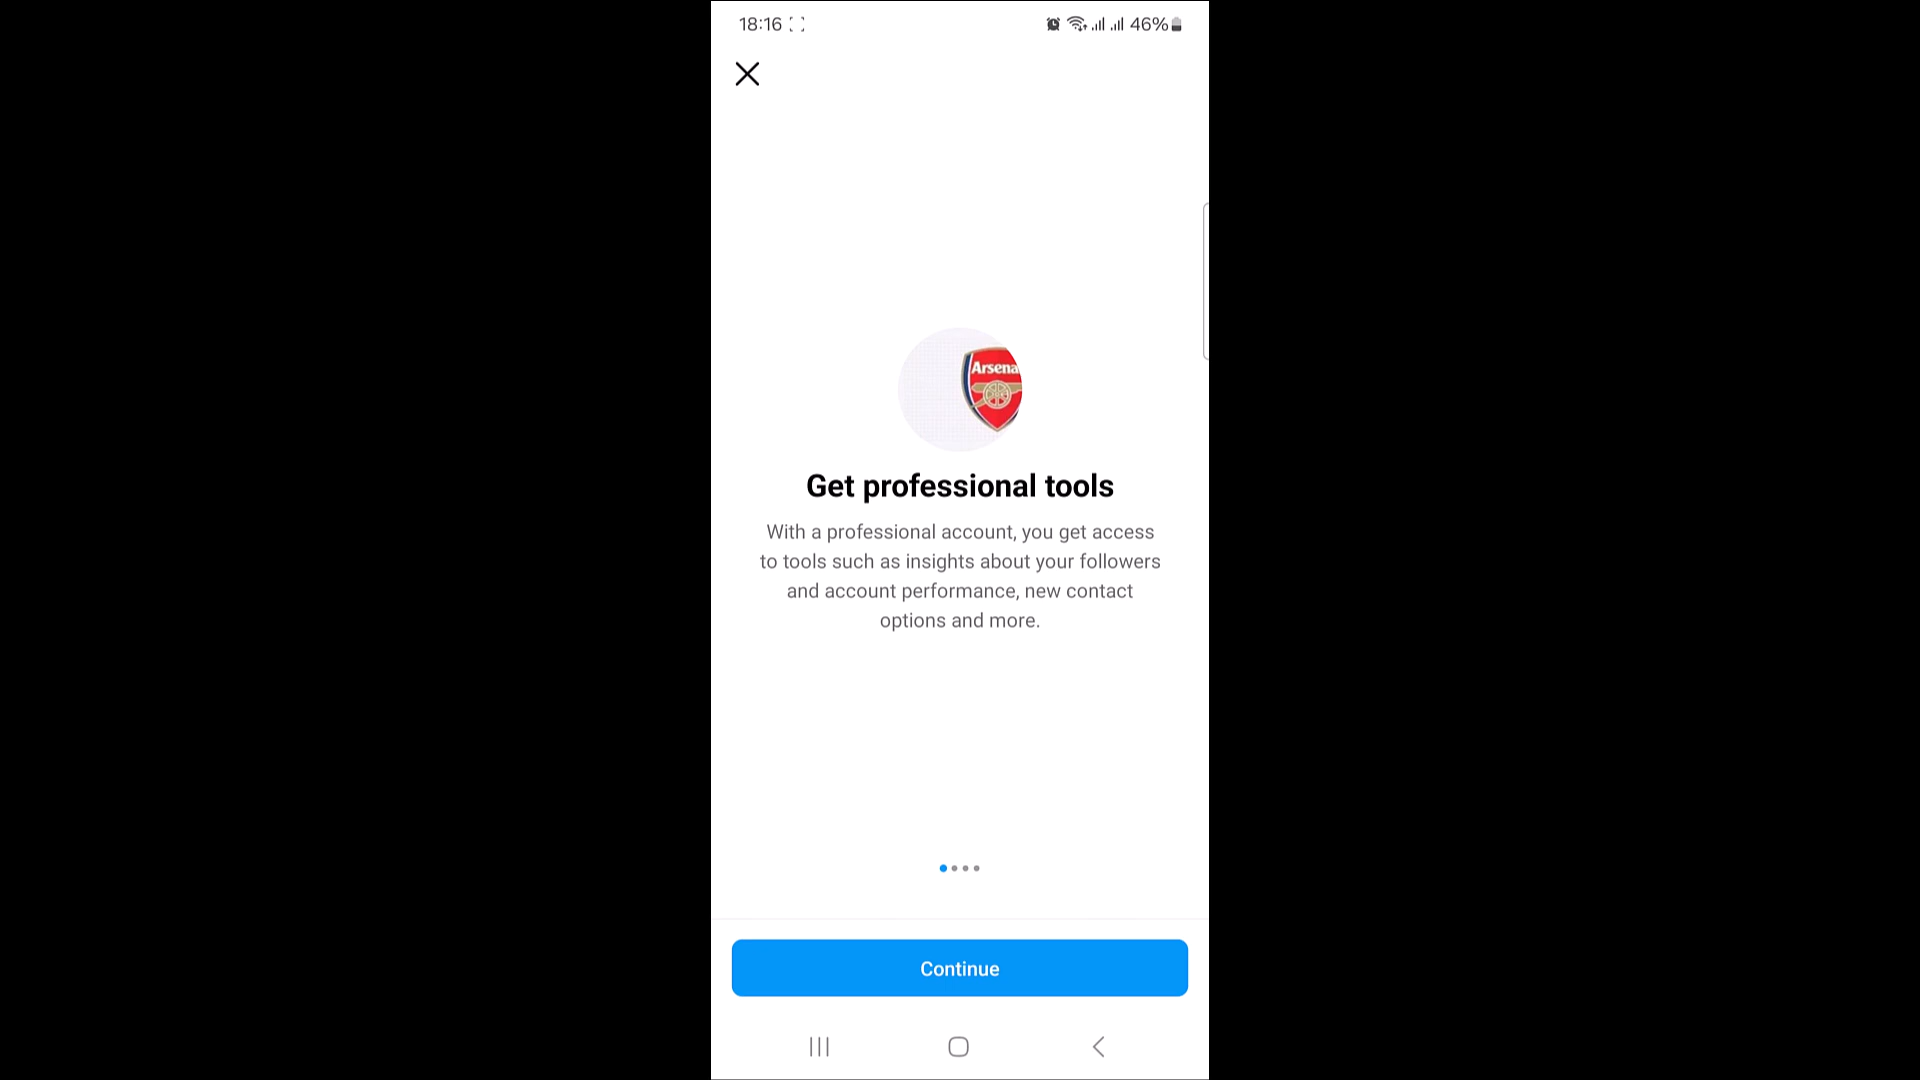 18:16
46%
Arsena
Get professional tools
With a professional account, you get access
to tools such as insights about your followers
and account performance, new contact
options and more.
Continue